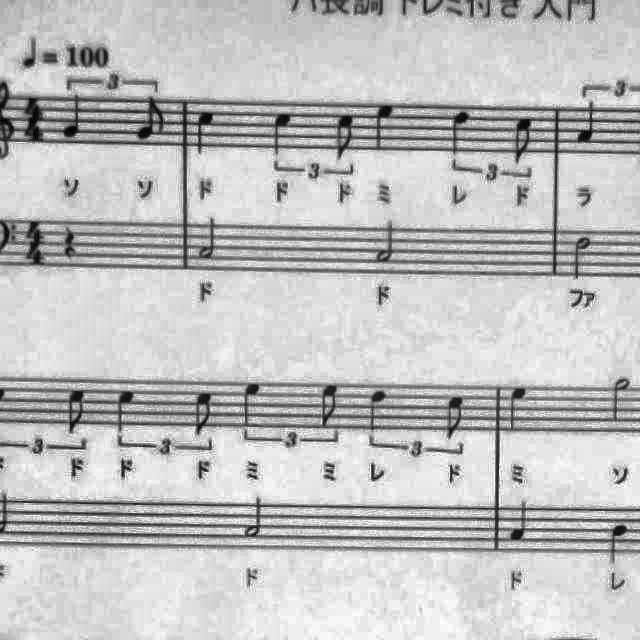 ハ長調 ドレミ付き 入門
♩=100
3 3 3 3
ソ ソ ド ド ド ミ レ ド ラ
ド ド ファ
3 3 3 3
ド ド ド ミ ミ レ ド ミ ソ
ド ド レ